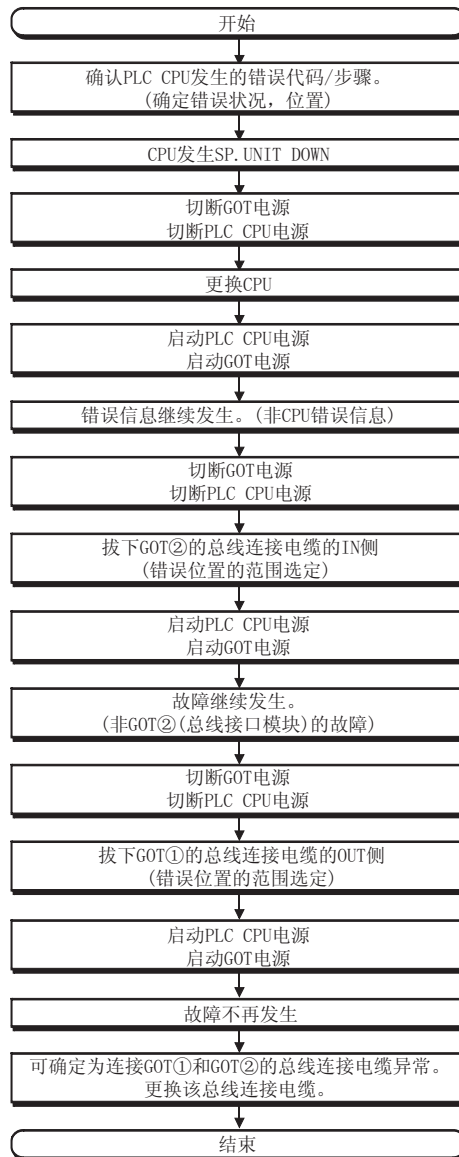 开始
确认PLC CPU发生的错误代码/步骤。
(确定错误状况，位置)
CPU发生SP.UNIT DOWN
切断GOT电源
切断PLC CPU电源
更换CPU
启动PLC CPU电源
启动GOT电源
错误信息继续发生。(非CPU错误信息)
切断GOT电源
切断PLC CPU电源
拔下GOT②的总线连接电缆的IN侧
(错误位置的范围选定)
启动PLC CPU电源
启动GOT电源
故障继续发生。
(非GOT②(总线接口模块)的故障)
切断GOT电源
切断PLC CPU电源
拔下GOT①的总线连接电缆的OUT侧
(错误位置的范围选定)
启动PLC CPU电源
启动GOT电源
故障不再发生
可确定为连接GOT①和GOT②的总线连接电缆异常。
更换该总线连接电缆。
结束